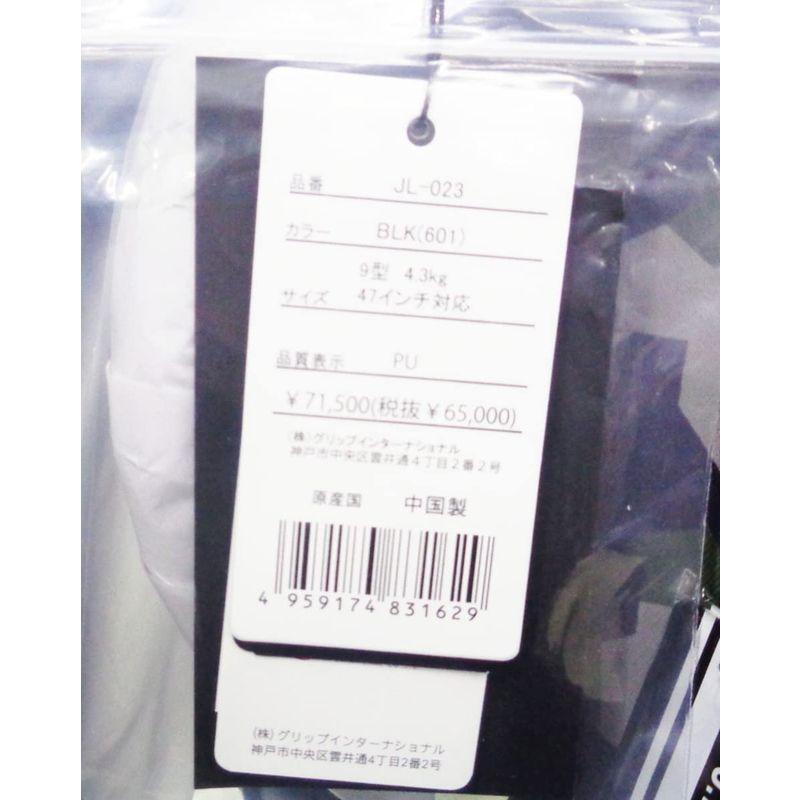 品番 JL-023
カラー BLK(601)
9型 4.3kg
サイズ 47インチ対応
品質表示 PU
¥71,500(税抜¥65,000)
(株)グリップインターナショナル
神戸市中央区雲井通4丁目2番2号
原産国 中国製
4 959174 831629
(株)グリップインターナショナル
神戸市中央区雲井通4丁目2番2号